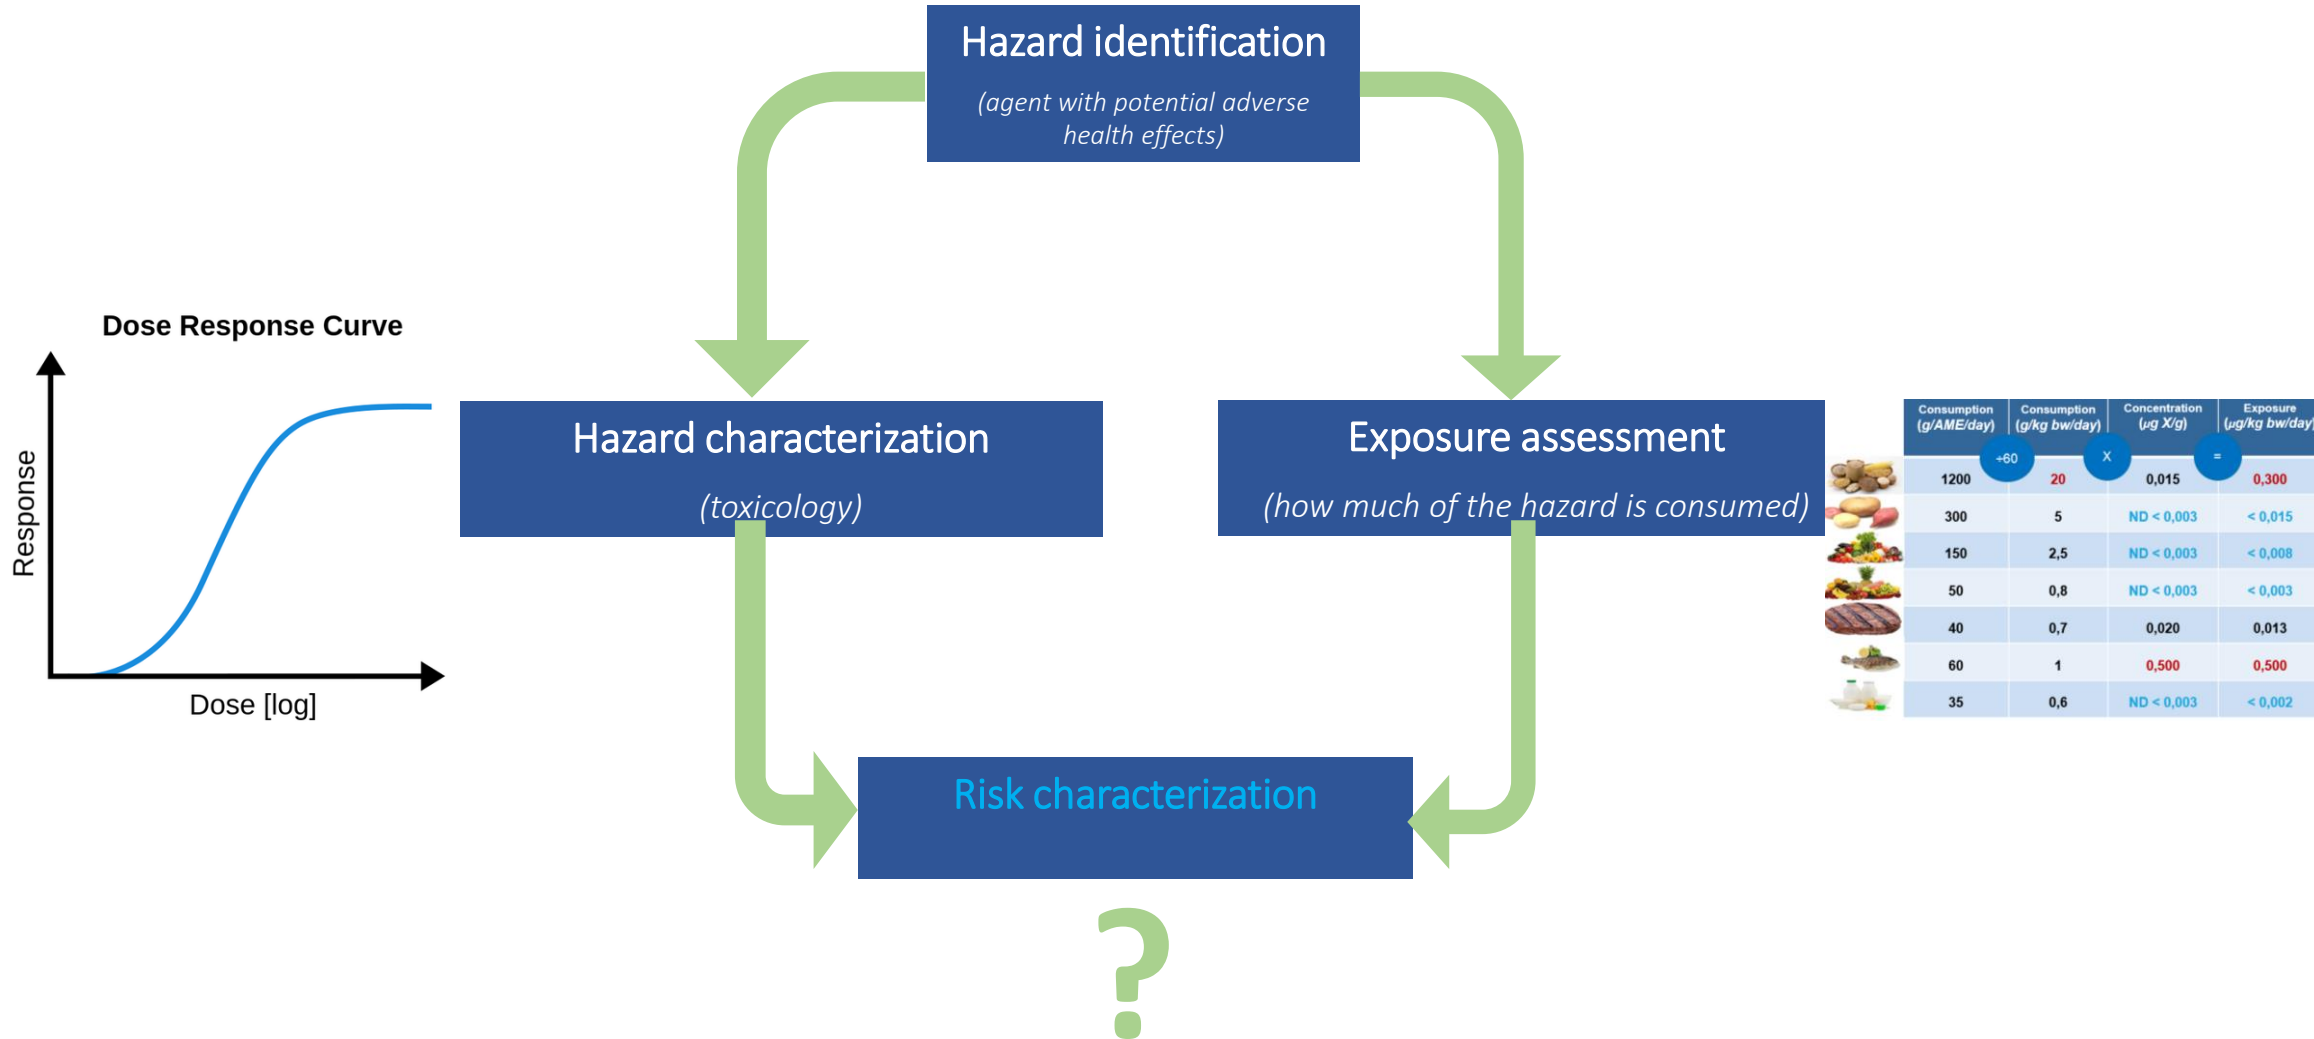 Hazard identification
(agent with potential adverse
health effects)
Dose Response Curve
Response
Dose [log]
Hazard characterization
(toxicology)
Exposure assessment
(how much of the hazard is consumed)
Consumption Consumption Concentration Exposure
(g/AME/day) (g/kg bw/day) (µg X/g) (µg/kg bw/day)
÷60 X =
1200 20 0,015 0,300
300 5 ND < 0,003 < 0,015
150 2,5 ND < 0,003 < 0,008
50 0,8 ND < 0,003 < 0,003
40 0,7 0,020 0,013
60 1 0,500 0,500
35 0,6 ND < 0,003 < 0,002
Risk characterization
?